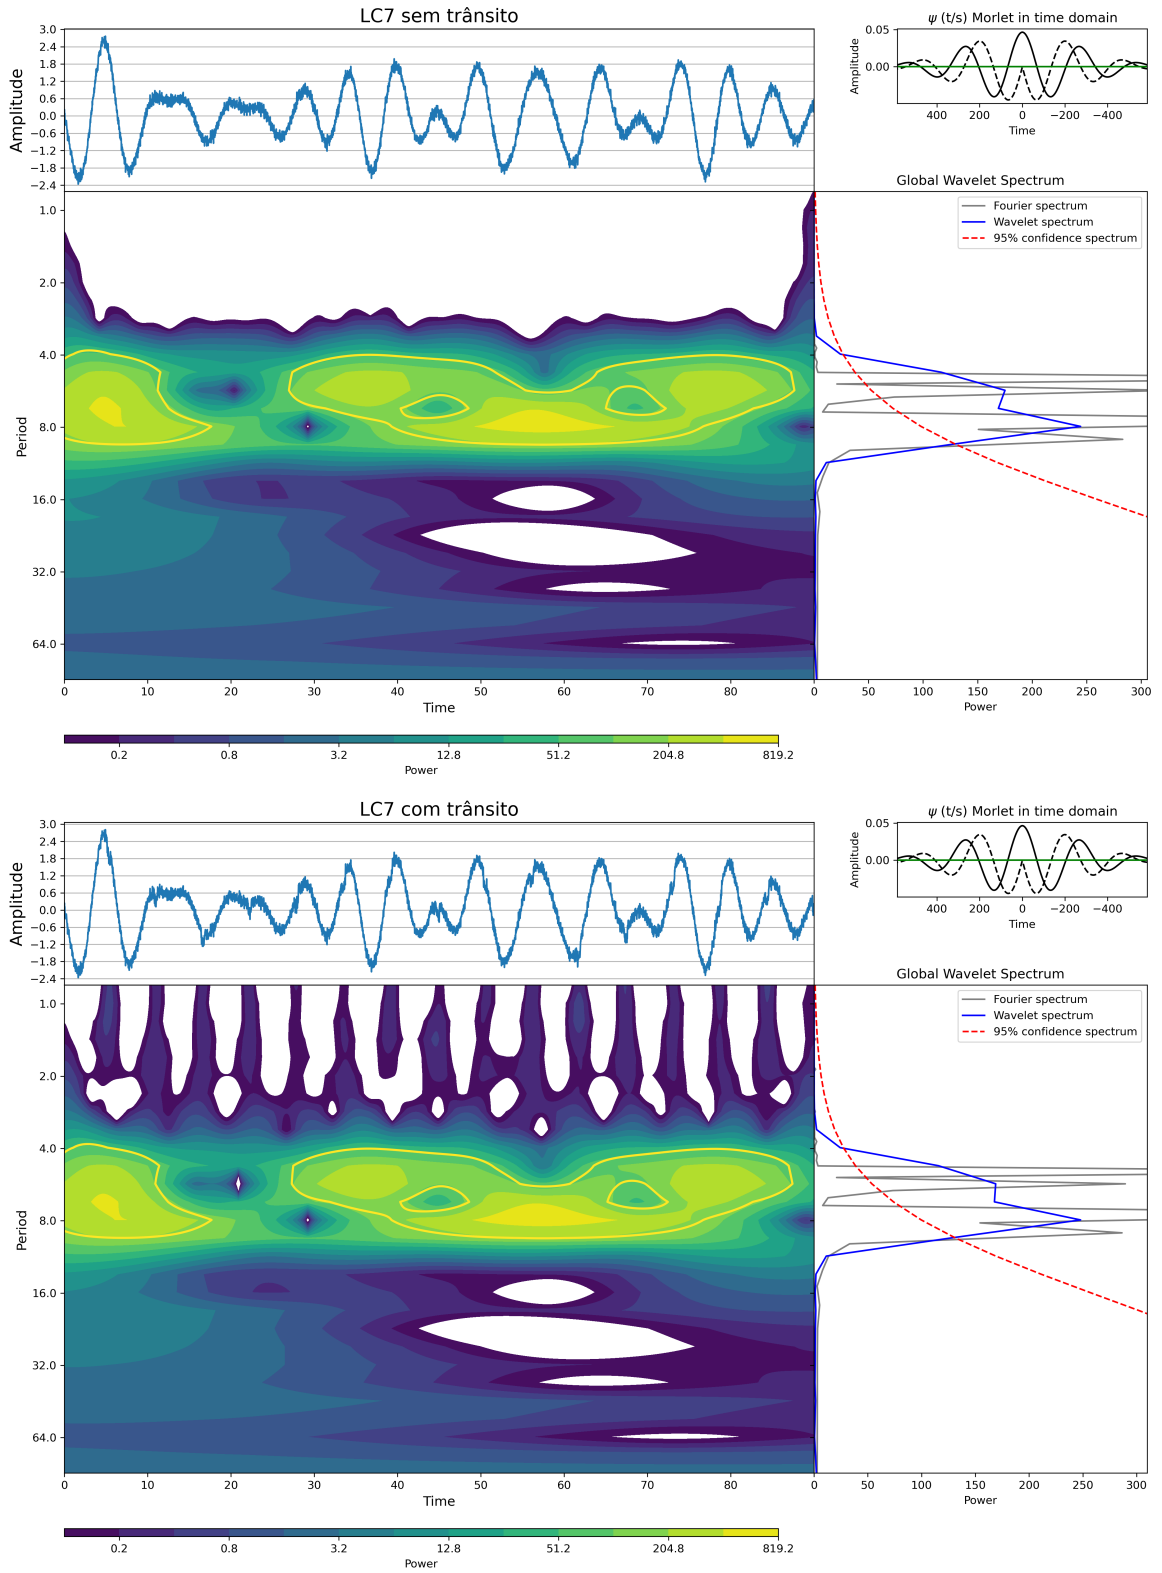 LC7 sem trânsito
ψ (t/s) Morlet in time domain
3.0
2.4
1.8
1.2
0.6
0.0
−0.6
−1.2
−1.8
−2.4
Amplitude
0.05
0.00
Amplitude
400 200 0 −200 −400
Time
Global Wavelet Spectrum
Fourier spectrum
Wavelet spectrum
95% confidence spectrum
1.0
2.0
4.0
8.0
16.0
32.0
64.0
Period
0 10 20 30 40 50 60 70 80
Time
0 50 100 150 200 250 300
Power
0.2 0.8 3.2 12.8 51.2 204.8 819.2
Power
LC7 com trânsito
ψ (t/s) Morlet in time domain
3.0
2.4
1.8
1.2
0.6
0.0
−0.6
−1.2
−1.8
−2.4
Amplitude
0.05
0.00
Amplitude
400 200 0 −200 −400
Time
Global Wavelet Spectrum
Fourier spectrum
Wavelet spectrum
95% confidence spectrum
1.0
2.0
4.0
8.0
16.0
32.0
64.0
Period
0 10 20 30 40 50 60 70 80
Time
0 50 100 150 200 250 300
Power
0.2 0.8 3.2 12.8 51.2 204.8 819.2
Power